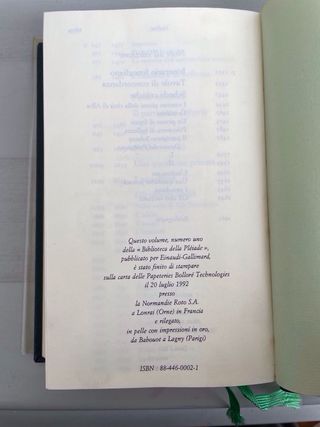 Questo volume, numero uno
della « Biblioteca della Plèiade »,
pubblicato per Einaudi-Gallimard,
è stato finito di stampare
sulla carta delle Papeteries Bolloré Technologies
il 20 luglio 1992
presso
la Normandie Roto S.A.
a Lonrai (Orne) in Francia
e rilegato,
in pelle con impressioni in oro,
da Babouot a Lagny (Parigi)
ISBN : 88-446-0002-1